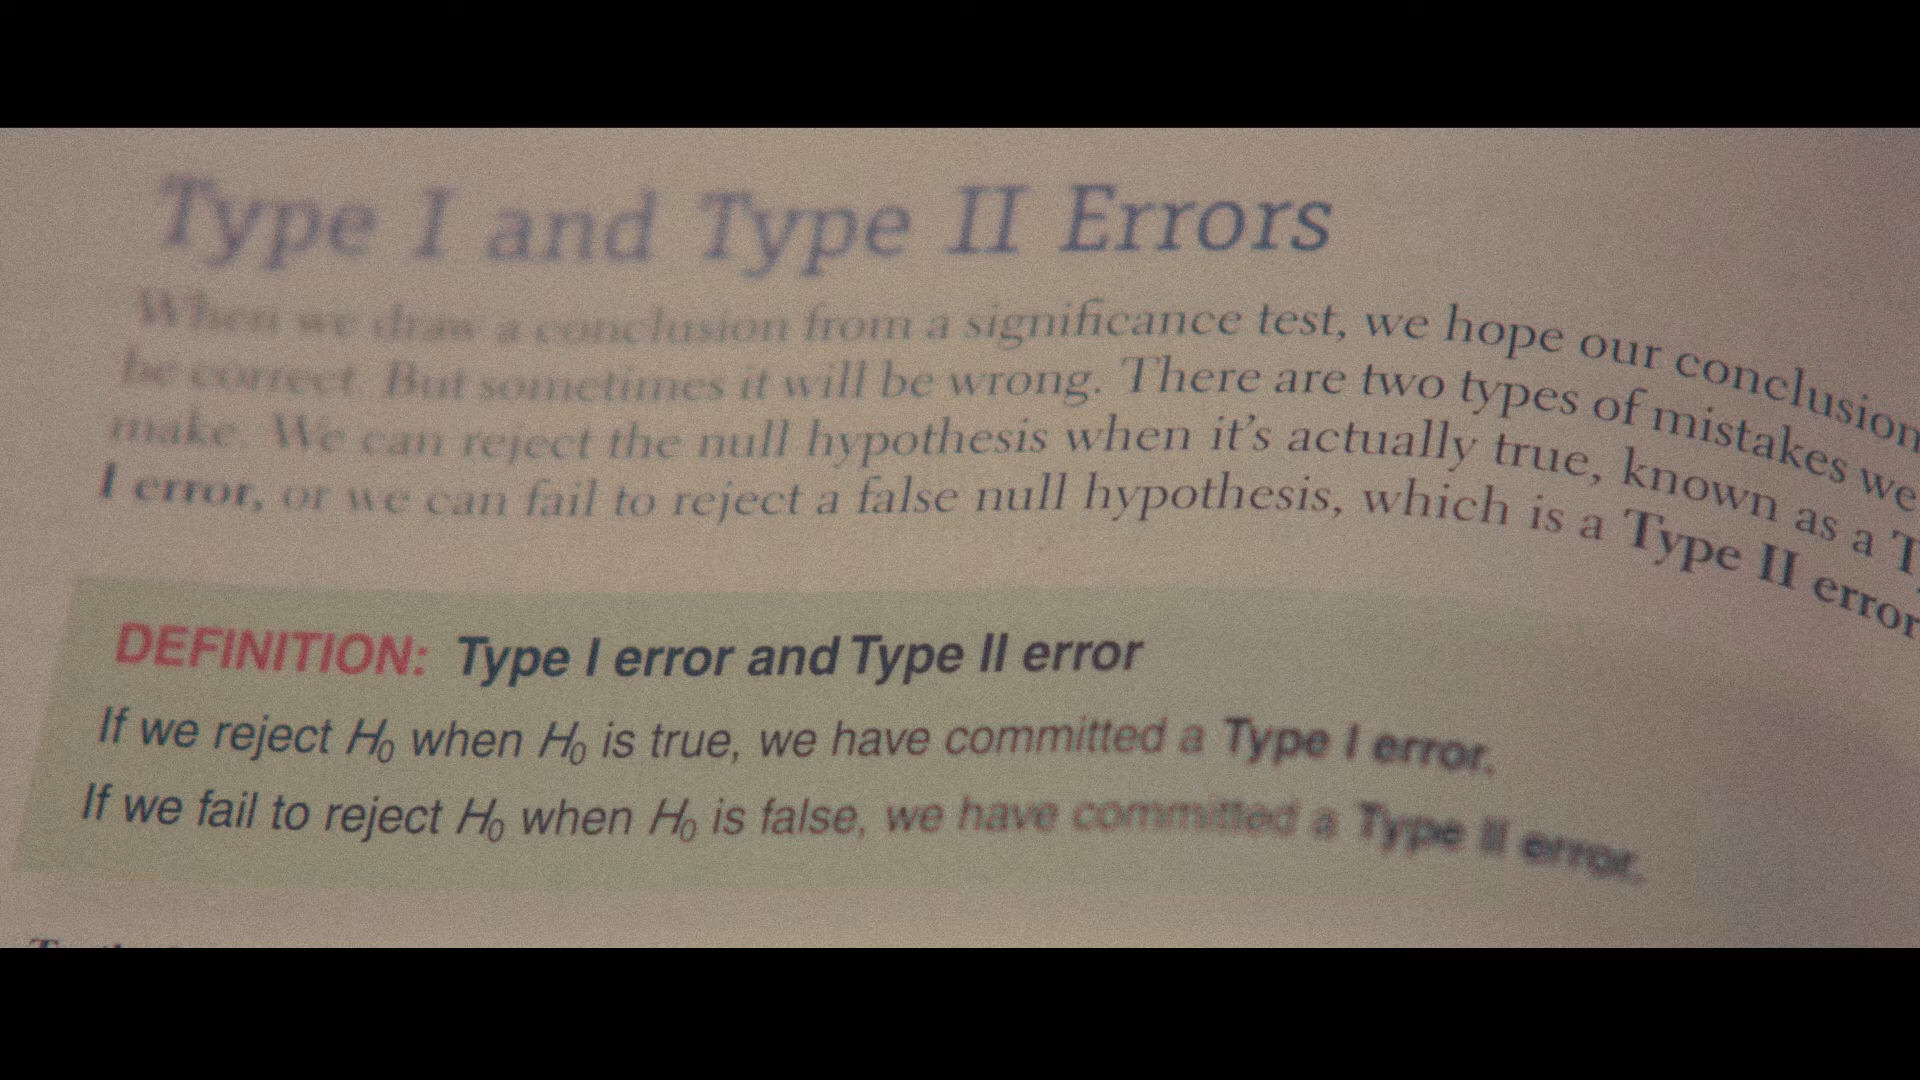 Type I and Type II Errors
When we draw a conclusion from a significance test, we hope our conclusion
be correct. But sometimes it will be wrong. There are two types of mistakes we
make. We can reject the null hypothesis when it's actually true, known as a
I error, or we can fail to reject a false null hypothesis, which is a Type II error
DEFINITION: Type I error and Type II error
If we reject H₀ when H₀ is true, we have committed a Type I error.
If we fail to reject H₀ when H₀ is false, we have committed a Type II error.